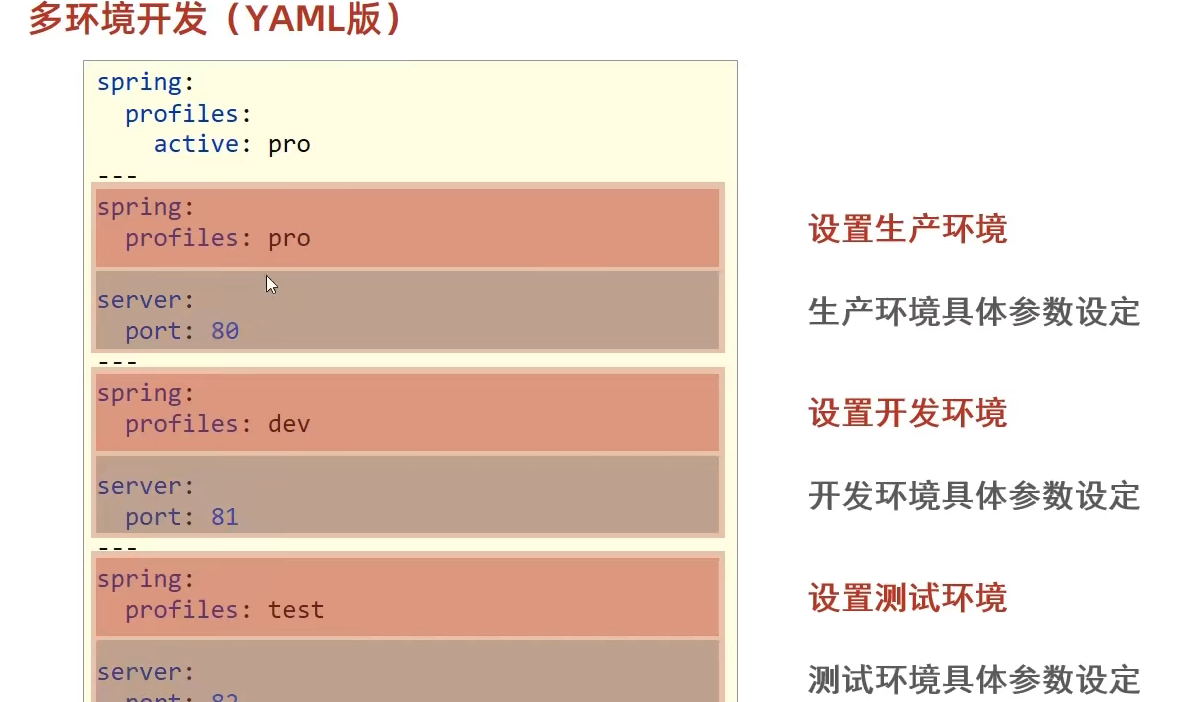 多环境开发（YAML版）
spring:
  profiles:
    active: pro
---
spring:
  profiles: pro
设置生产环境
server:
  port: 80
生产环境具体参数设定
---
spring:
  profiles: dev
设置开发环境
server:
  port: 81
开发环境具体参数设定
---
spring:
  profiles: test
设置测试环境
server:
  port: 82
测试环境具体参数设定